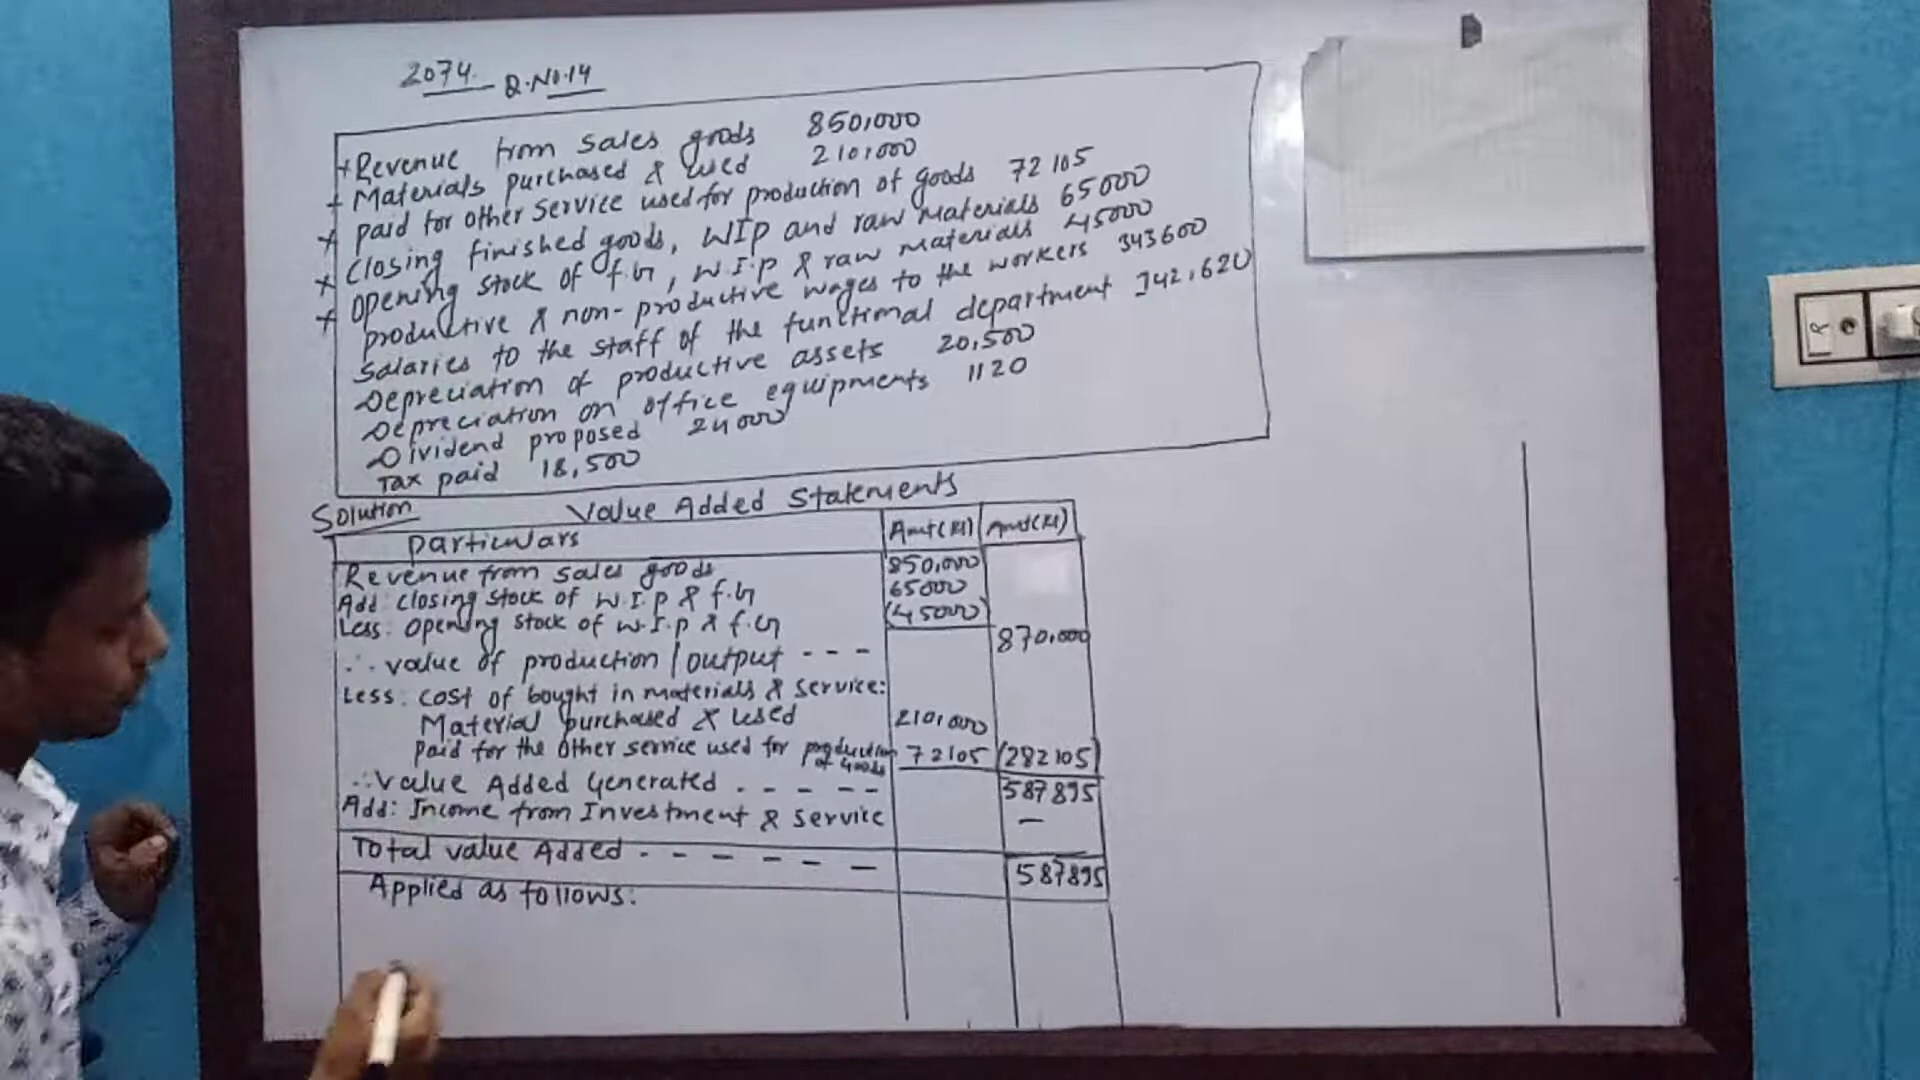 2074. Q.No.14
+ Revenue from sales goods 850,000
+ Materials purchased & used 210,000
+ paid for other service used for production of goods 72105
+ Closing finished goods, WIP and raw materials 65000
+ opening stock of f.G, W.I.P & raw materials 45000
productive & non-productive wages to the workers 343600
Salaries to the staff of the functional department 142,620
Depreciation of productive assets 20,500
Depreciation on office equipments 1120
Dividend proposed 24000
Tax paid 18,500
Solution Value Added Statements
particulars Amt(Rs) Amt(Rs)
Revenue from sales goods 850,000
Add: closing stock of W.I.P & f.G 65000
Less: opening stock of W.I.P & f.G (45000)
∴ value of production / output - - - 870,000
Less: cost of bought in materials & service:
Material purchased & used 210,000
paid for the other service used for production of goods 72105 (282105)
∴ Value Added Generated - - - - - 587895
Add: Income from Investment & service —
Total value Added - - - - - - 587895
Applied as follows: